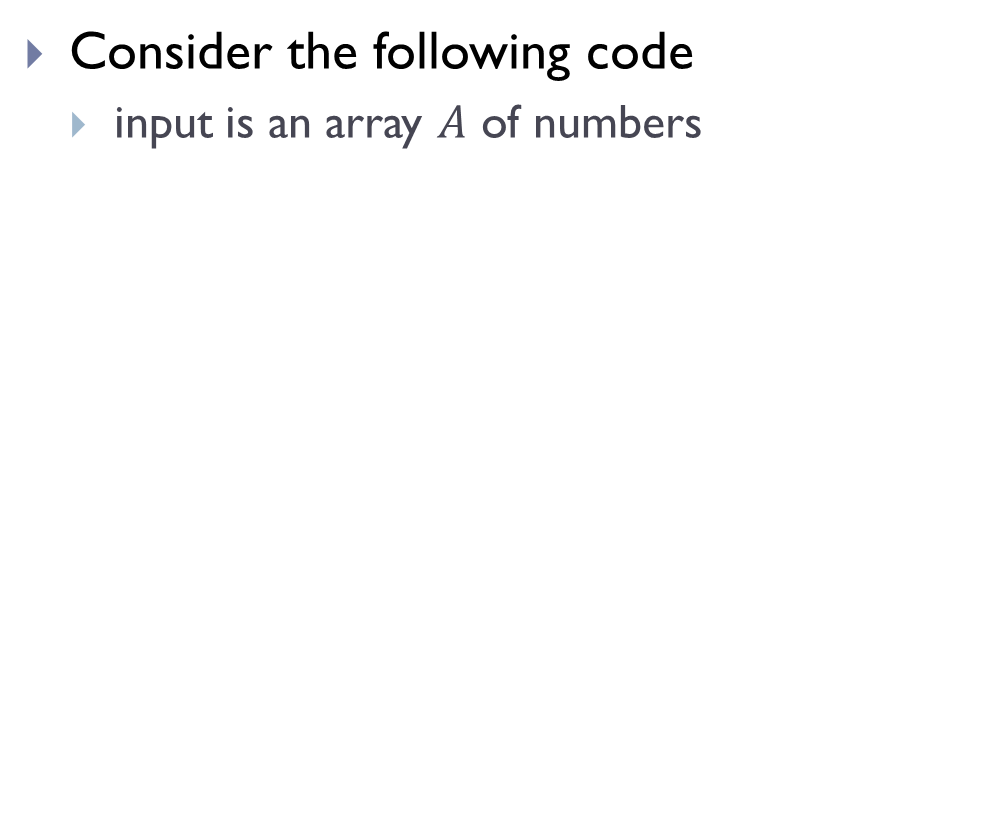 Consider the following code
input is an array A of numbers